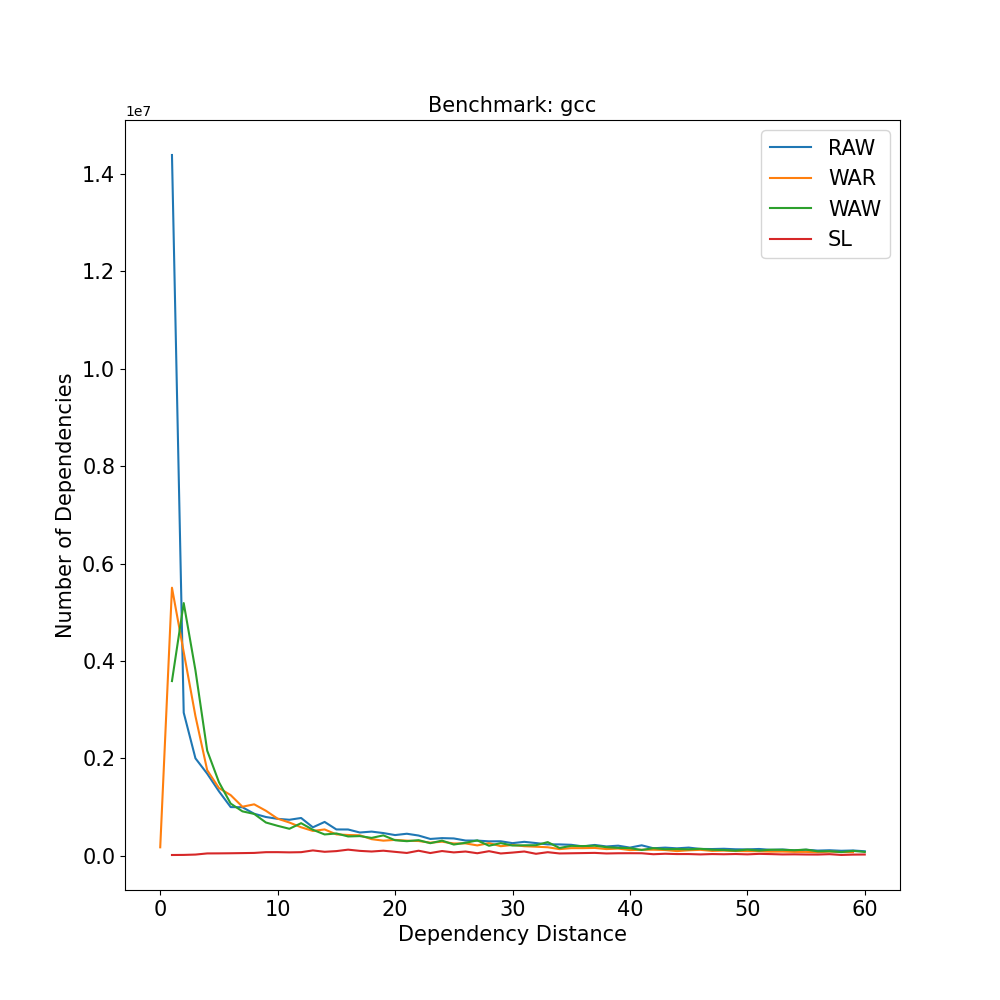 Benchmark: gcc
1e7
RAW
WAR
WAW
SL
1.4
1.2
1.0
0.8
0.6
0.4
0.2
0.0
Number of Dependencies
0 10 20 30 40 50 60
Dependency Distance